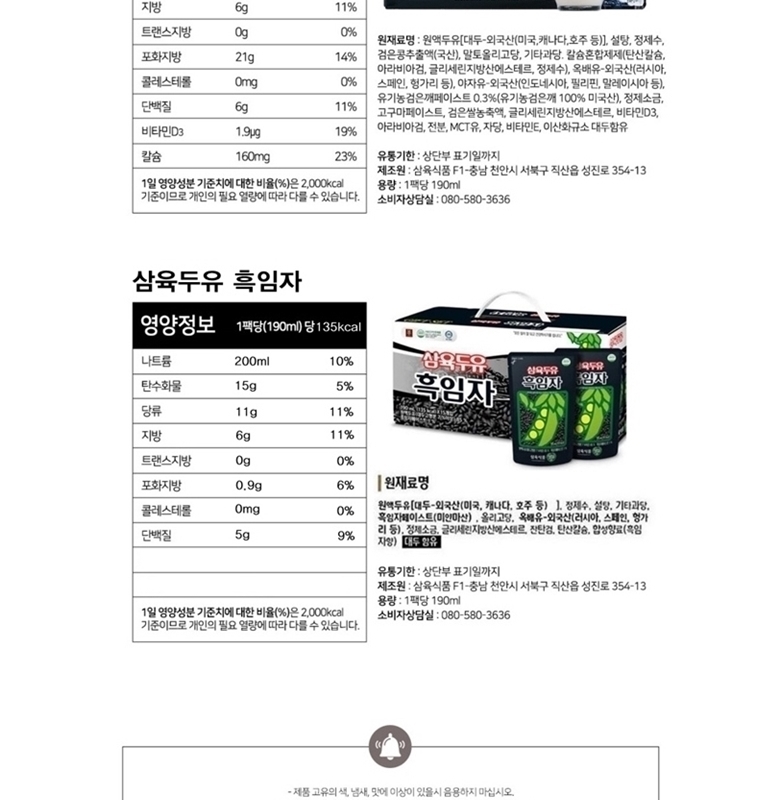 지방 6g 11%
트랜스지방 0g 0%
포화지방 21g 14%
콜레스테롤 0mg 0%
단백질 6g 11%
비타민D3 1.9μg 19%
칼슘 160mg 23%
1일 영양성분 기준치에 대한 비율(%)은 2,000kcal
기준이므로 개인의 필요 열량에 따라 다를 수 있습니다.
원재료명 : 원액두유[대두-외국산(미국,캐나다,호주 등)], 설탕, 정제수,
검은콩추출액(국산), 말토올리고당, 기타과당. 칼슘혼합제제(탄산칼슘,
아라비아검, 글리세린지방산에스테르, 정제수), 옥배유-외국산(러시아,
스페인, 헝가리 등), 야자유-외국산(인도네시아, 필리핀, 말레이시아 등),
유기농검은깨페이스트 0.3%(유기농검은깨 100% 미국산), 정제소금,
고구마페이스트, 검은쌀농축액, 글리세린지방산에스테르, 비타민D3,
아라비아검, 전분, MCT유, 자당, 비타민E, 이산화규소 대두함유
유통기한 : 상단부 표기일까지
제조원 : 삼육식품 F1-충남 천안시 서북구 직산읍 성진로 354-13
용량 : 1팩당 190ml
소비자상담실 : 080-580-3636
삼육두유 흑임자
영양정보 1팩당(190ml) 당135kcal
나트륨 200ml 10%
탄수화물 15g 5%
당류 11g 11%
지방 6g 11%
트랜스지방 0g 0%
포화지방 0.9g 6%
콜레스테롤 0mg 0%
단백질 5g 9%
1일 영양성분 기준치에 대한 비율(%)은 2,000kcal
기준이므로 개인의 필요 열량에 따라 다를 수 있습니다.
삼육두유
흑임자
삼육두유
흑임자
삼육두유
임자
원재료명
원액두유[대두-외국산(미국, 캐나다, 호주 등) ], 정제수, 설탕, 기타과당,
흑임자페이스트(미얀마산) , 올리고당, 옥배유-외국산(러시아, 스페인, 헝가
리 등), 정제소금, 글리세린지방산에스테르, 잔탄검, 탄산칼슘, 합성향료(흑임
자향) 대두 함유
유통기한 : 상단부 표기일까지
제조원 : 삼육식품 F1-충남 천안시 서북구 직산읍 성진로 354-13
용량 : 1팩당 190ml
소비자상담실 : 080-580-3636
- 제품 고유의 색, 냄새, 맛에 이상이 있을시 음용하지 마십시오.